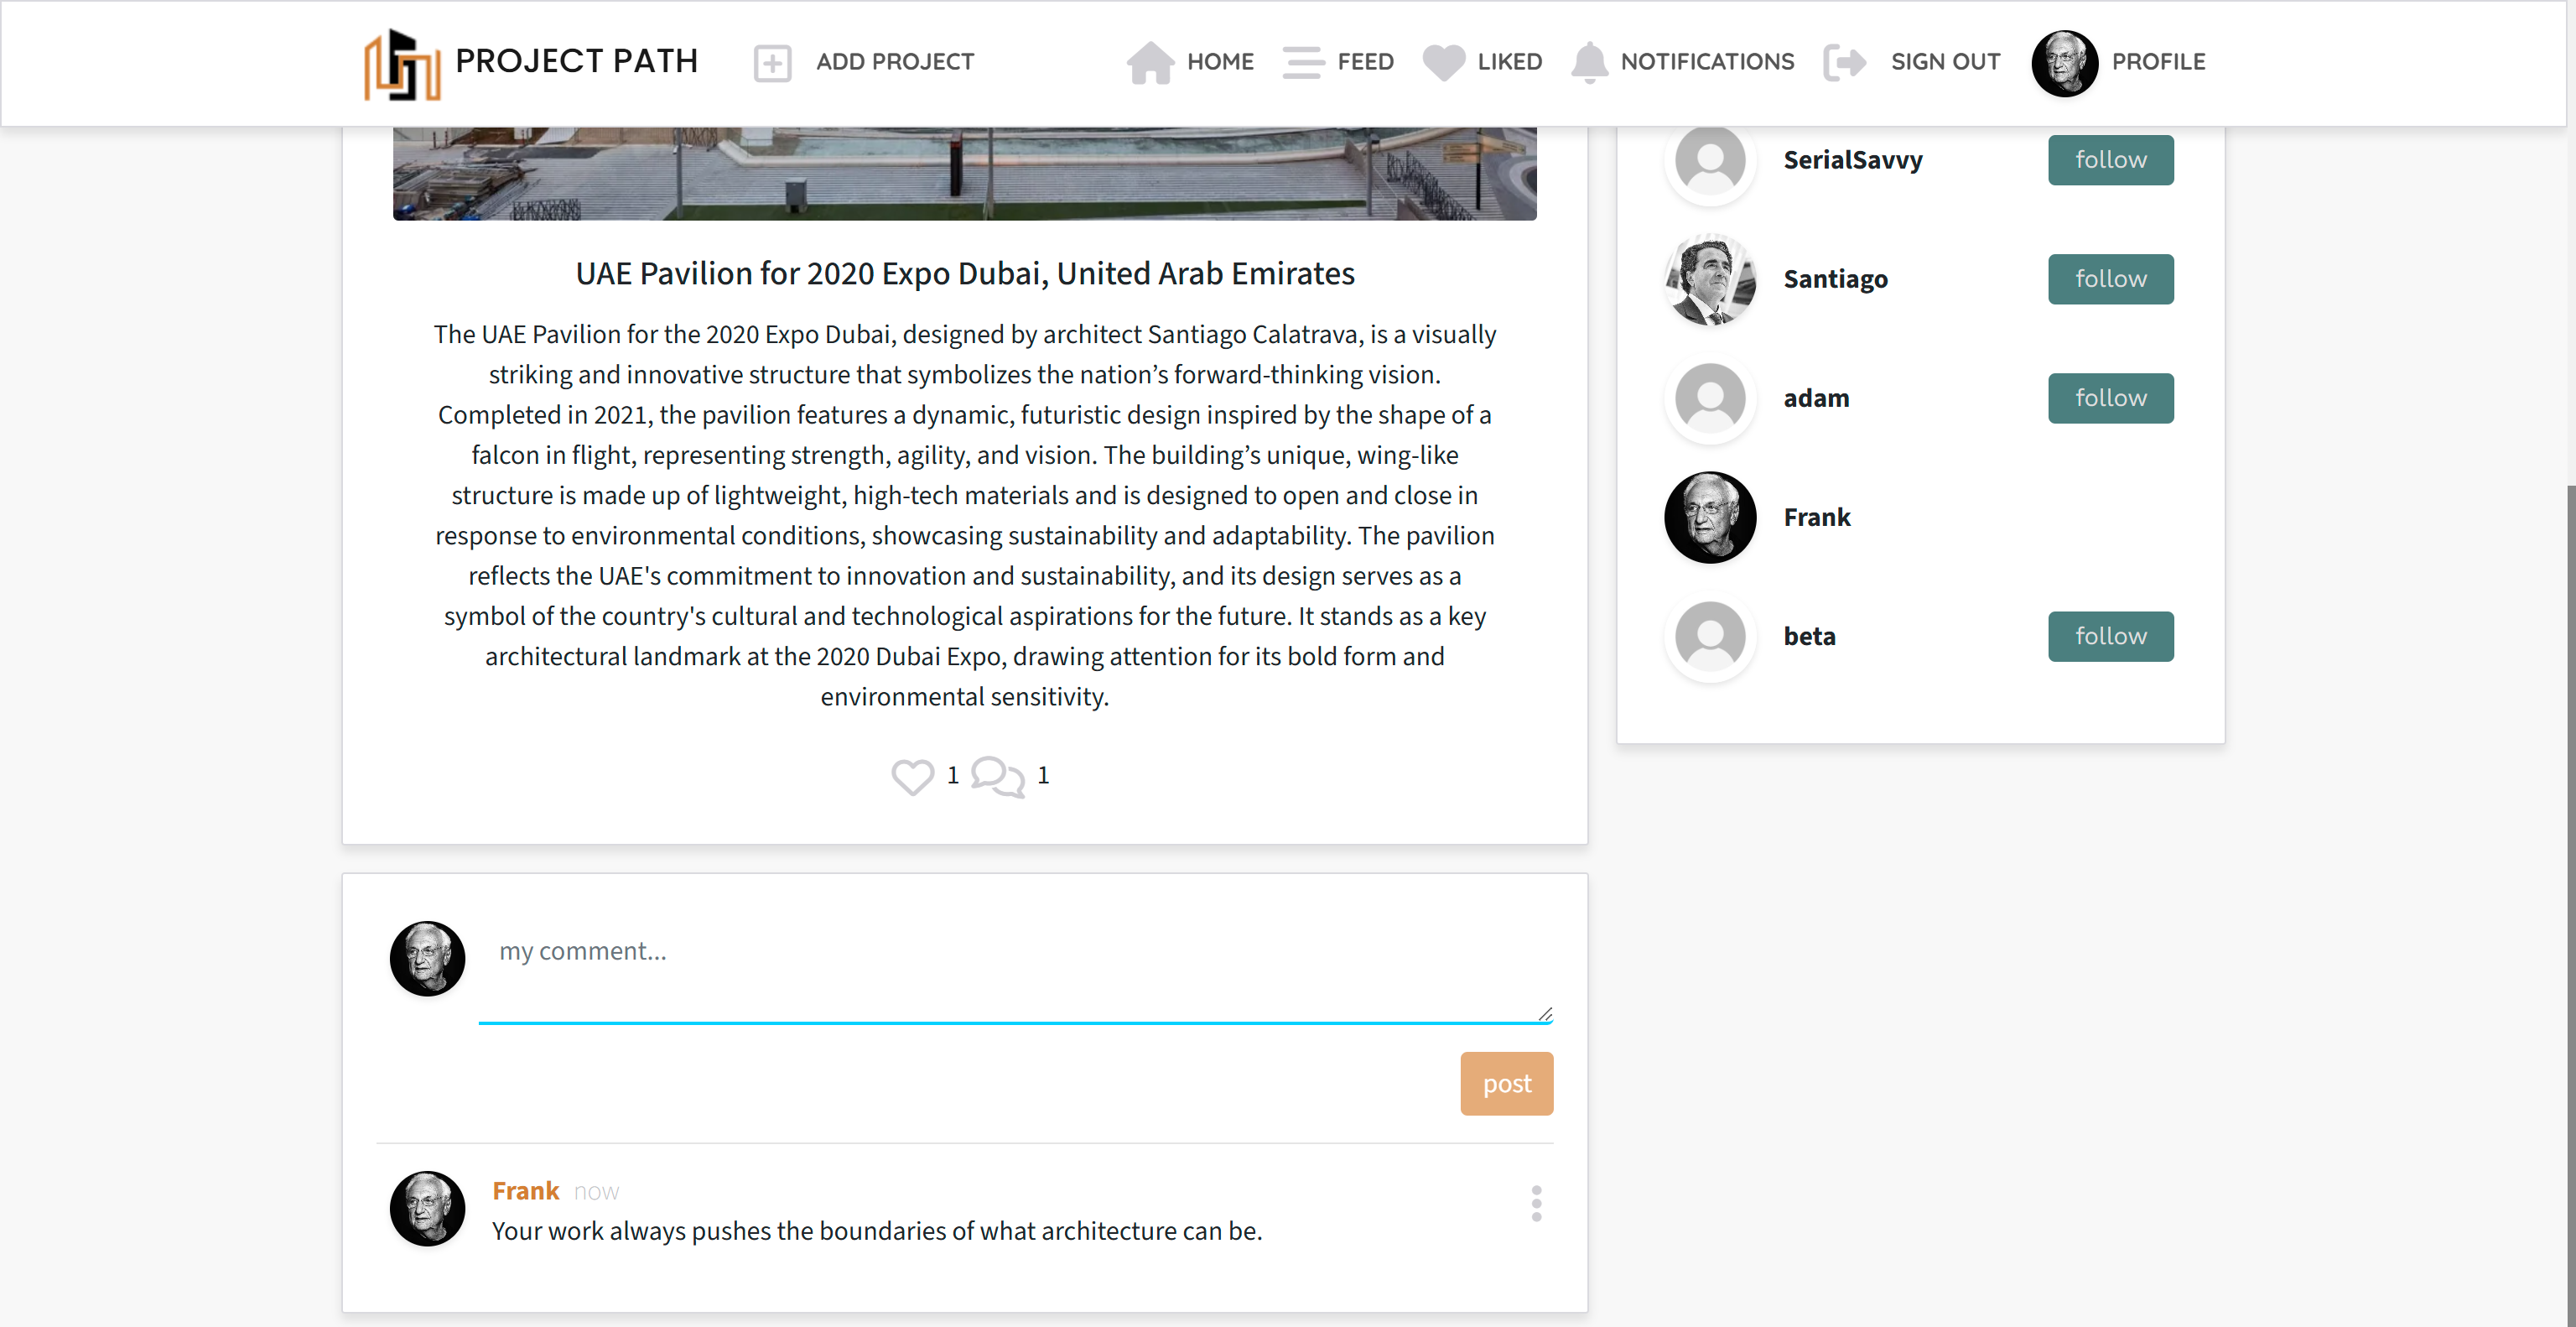 PROJECT PATH
ADD PROJECT
HOME
FEED
LIKED
NOTIFICATIONS
SIGN OUT
PROFILE
UAE Pavilion for 2020 Expo Dubai, United Arab Emirates
The UAE Pavilion for the 2020 Expo Dubai, designed by architect Santiago Calatrava, is a visually
striking and innovative structure that symbolizes the nation’s forward-thinking vision.
Completed in 2021, the pavilion features a dynamic, futuristic design inspired by the shape of a
falcon in flight, representing strength, agility, and vision. The building’s unique, wing-like
structure is made up of lightweight, high-tech materials and is designed to open and close in
response to environmental conditions, showcasing sustainability and adaptability. The pavilion
reflects the UAE's commitment to innovation and sustainability, and its design serves as a
symbol of the country's cultural and technological aspirations for the future. It stands as a key
architectural landmark at the 2020 Dubai Expo, drawing attention for its bold form and
environmental sensitivity.
1 1
my comment...
post
Frank now
Your work always pushes the boundaries of what architecture can be.
SerialSavvy follow
Santiago follow
adam follow
Frank
beta follow